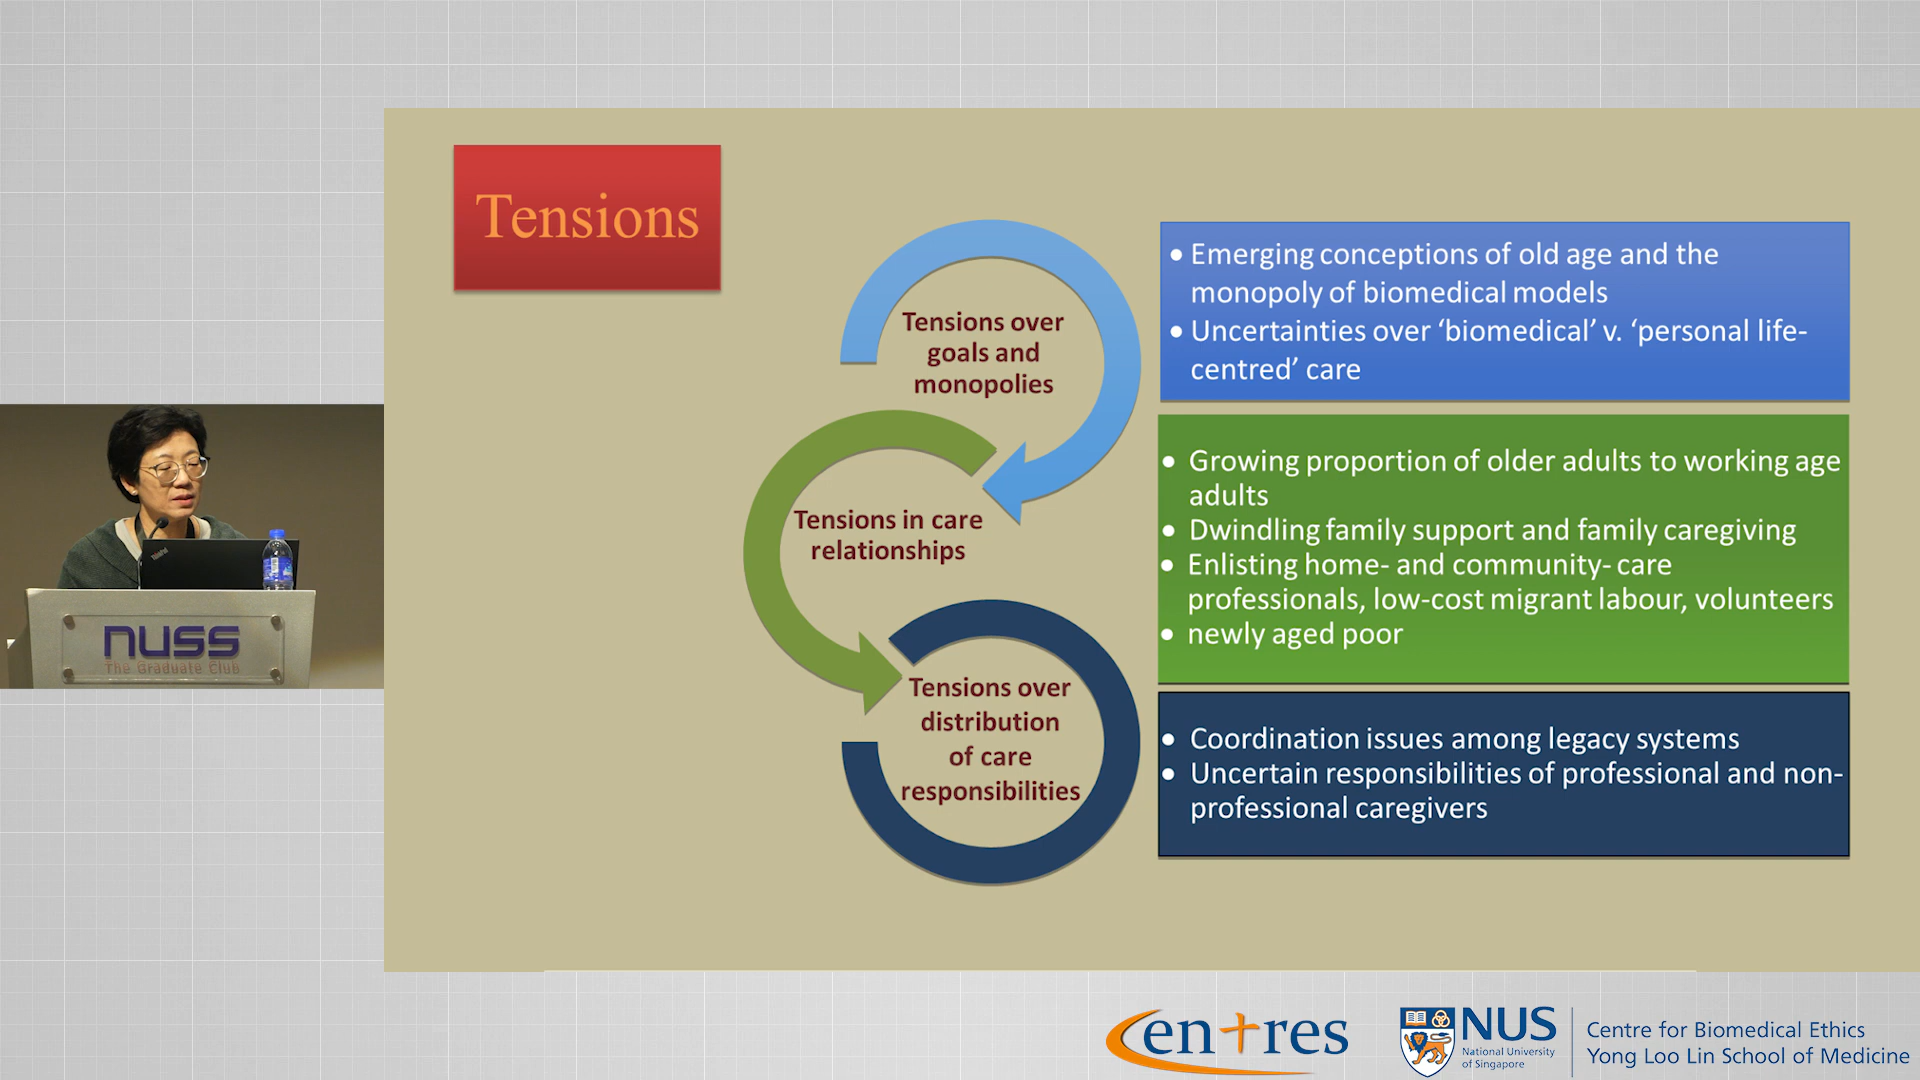 Tensions
Tensions over
goals and
monopolies
• Emerging conceptions of old age and the
monopoly of biomedical models
• Uncertainties over ‘biomedical’ v. ‘personal life-
centred’ care
Tensions in care
relationships
• Growing proportion of older adults to working age
adults
• Dwindling family support and family caregiving
• Enlisting home- and community- care
professionals, low-cost migrant labour, volunteers
• newly aged poor
Tensions over
distribution
of care
responsibilities
• Coordination issues among legacy systems
• Uncertain responsibilities of professional and non-
professional caregivers
ThinkPad
NUSS
The Graduate Club
Centres
NUS
National University
of Singapore
Centre for Biomedical Ethics
Yong Loo Lin School of Medicine